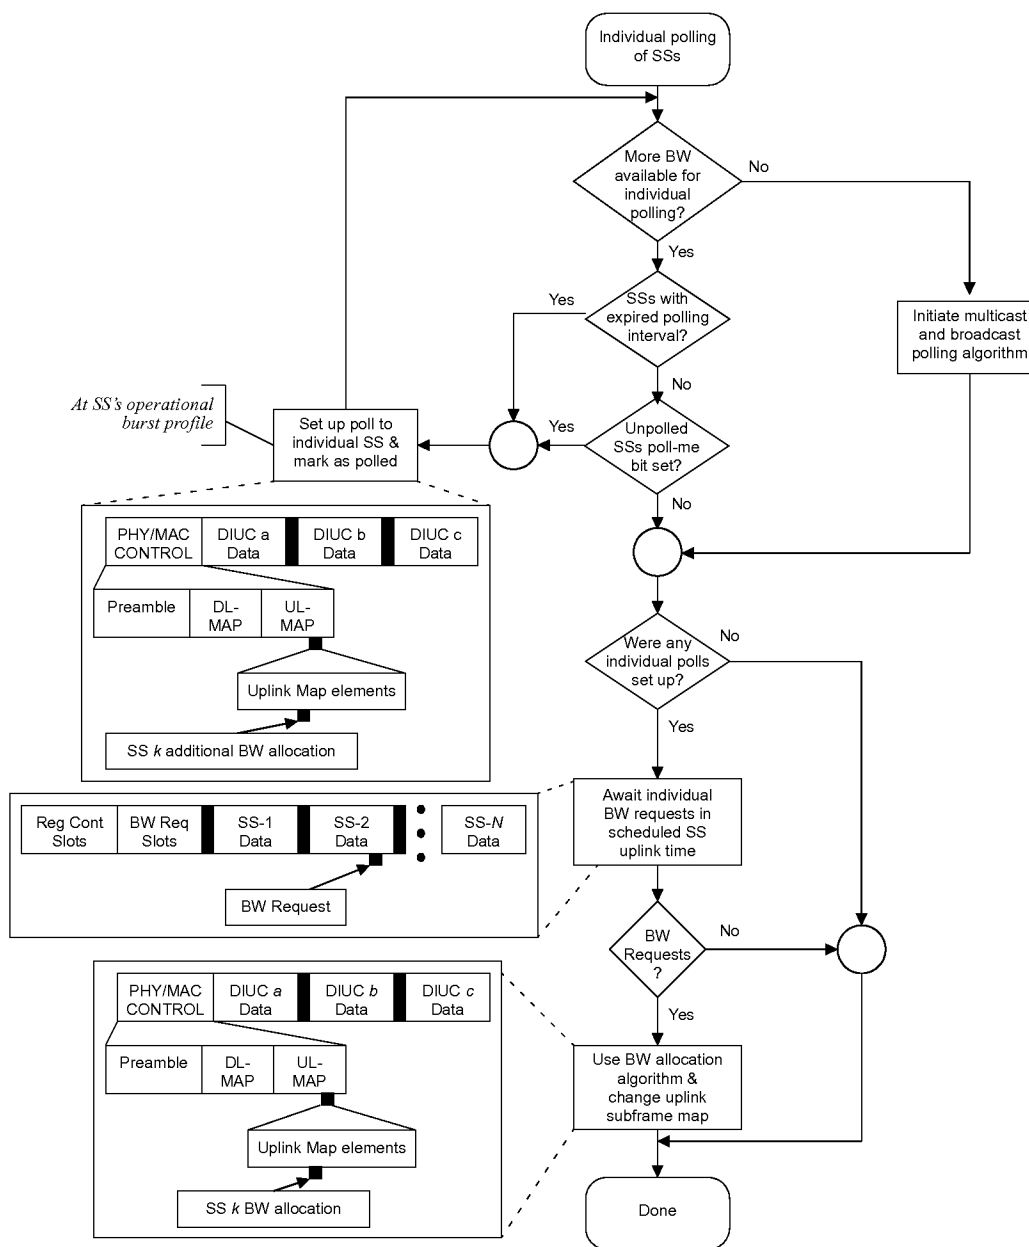 Individual polling
of SSs
More BW
available for
individual
polling?
No
Yes
SSs with
expired polling
interval?
Yes
No
Initiate multicast
and broadcast
polling algorithm
At SS's operational
burst profile
Set up poll to
individual SS &
mark as polled
Yes
Unpolled
SSs poll-me
bit set?
No
PHY/MAC
CONTROL
DIUC a
Data
DIUC b
Data
DIUC c
Data
Preamble
DL-
MAP
UL-
MAP
Uplink Map elements
SS k additional BW allocation
Were any
individual polls
set up?
No
Yes
Await individual
BW requests in
scheduled SS
uplink time
Reg Cont
Slots
BW Req
Slots
SS-1
Data
SS-2
Data
SS-N
Data
BW Request
BW
Requests
?
No
Yes
PHY/MAC
CONTROL
DIUC a
Data
DIUC b
Data
DIUC c
Data
Preamble
DL-
MAP
UL-
MAP
Uplink Map elements
SS k BW allocation
Use BW allocation
algorithm &
change uplink
subframe map
Done